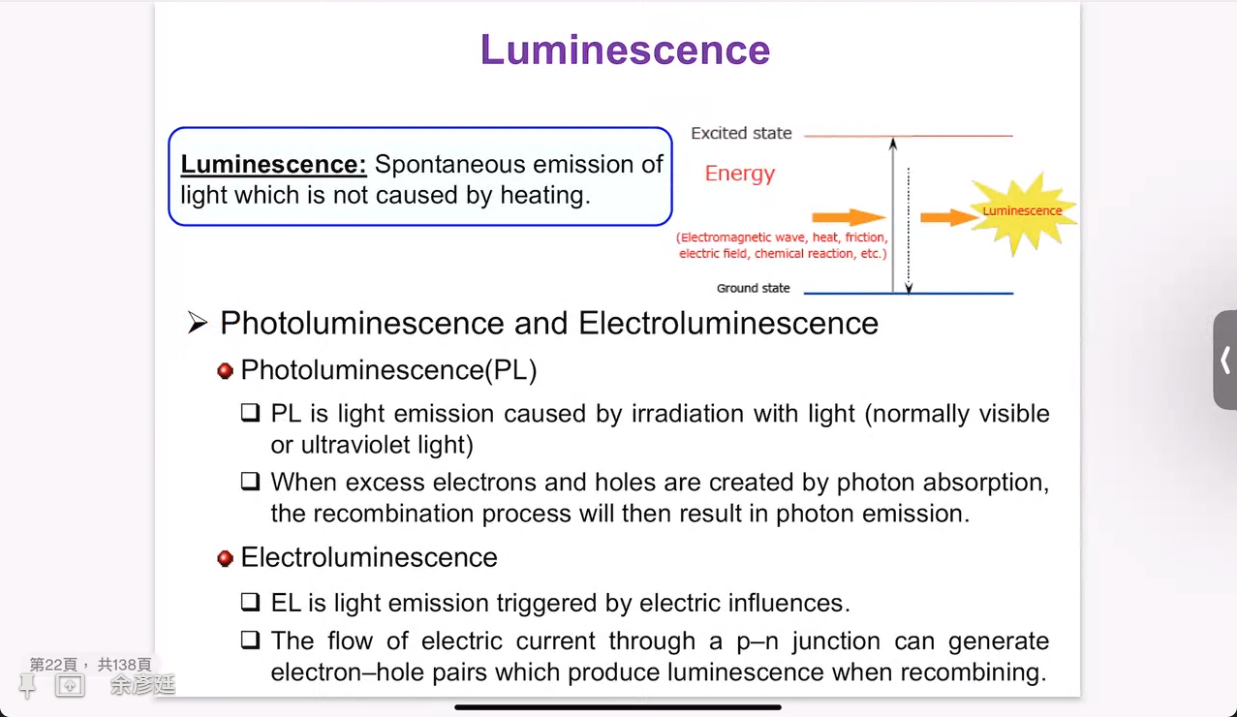 Luminescence
Luminescence: Spontaneous emission of
light which is not caused by heating.
Excited state
Energy
(Electromagnetic wave, heat, friction,
electric field, chemical reaction, etc.)
Luminescence
Ground state
Photoluminescence and Electroluminescence
Photoluminescence(PL)
PL is light emission caused by irradiation with light (normally visible
or ultraviolet light)
When excess electrons and holes are created by photon absorption,
the recombination process will then result in photon emission.
Electroluminescence
EL is light emission triggered by electric influences.
The flow of electric current through a p–n junction can generate
electron–hole pairs which produce luminescence when recombining.
第22頁, 共138頁
余彥廷